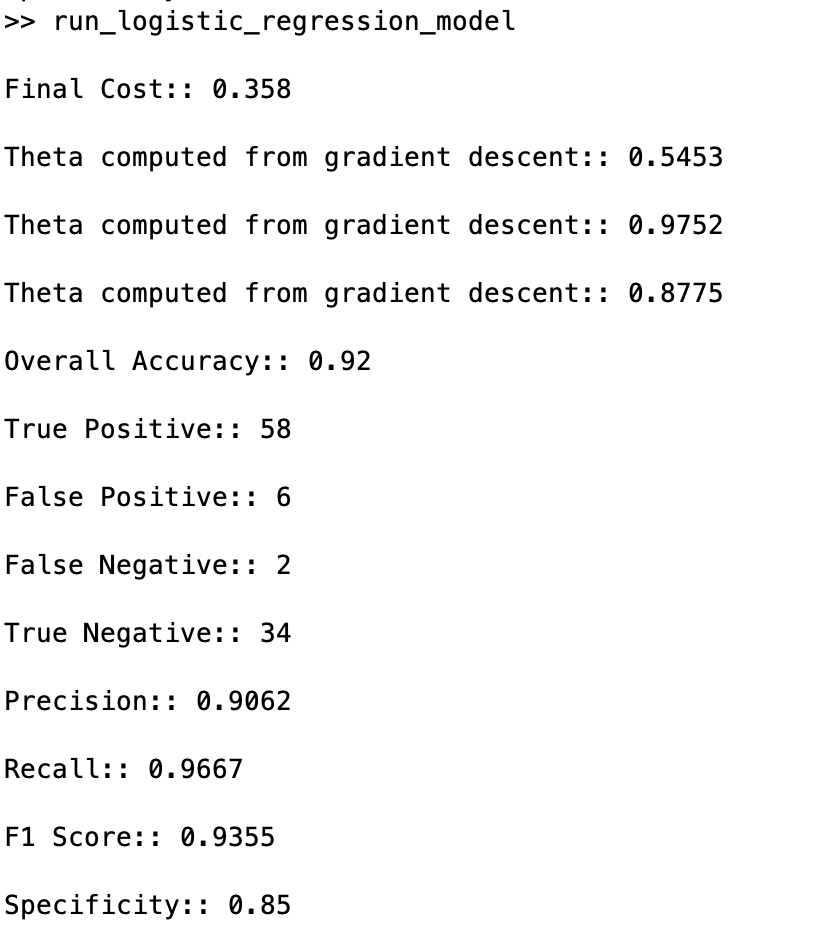 >> run_logistic_regression_model
Final Cost:: 0.358
Theta computed from gradient descent:: 0.5453
Theta computed from gradient descent:: 0.9752
Theta computed from gradient descent:: 0.8775
Overall Accuracy:: 0.92
True Positive:: 58
False Positive:: 6
False Negative:: 2
True Negative:: 34
Precision:: 0.9062
Recall:: 0.9667
F1 Score:: 0.9355
Specificity:: 0.85